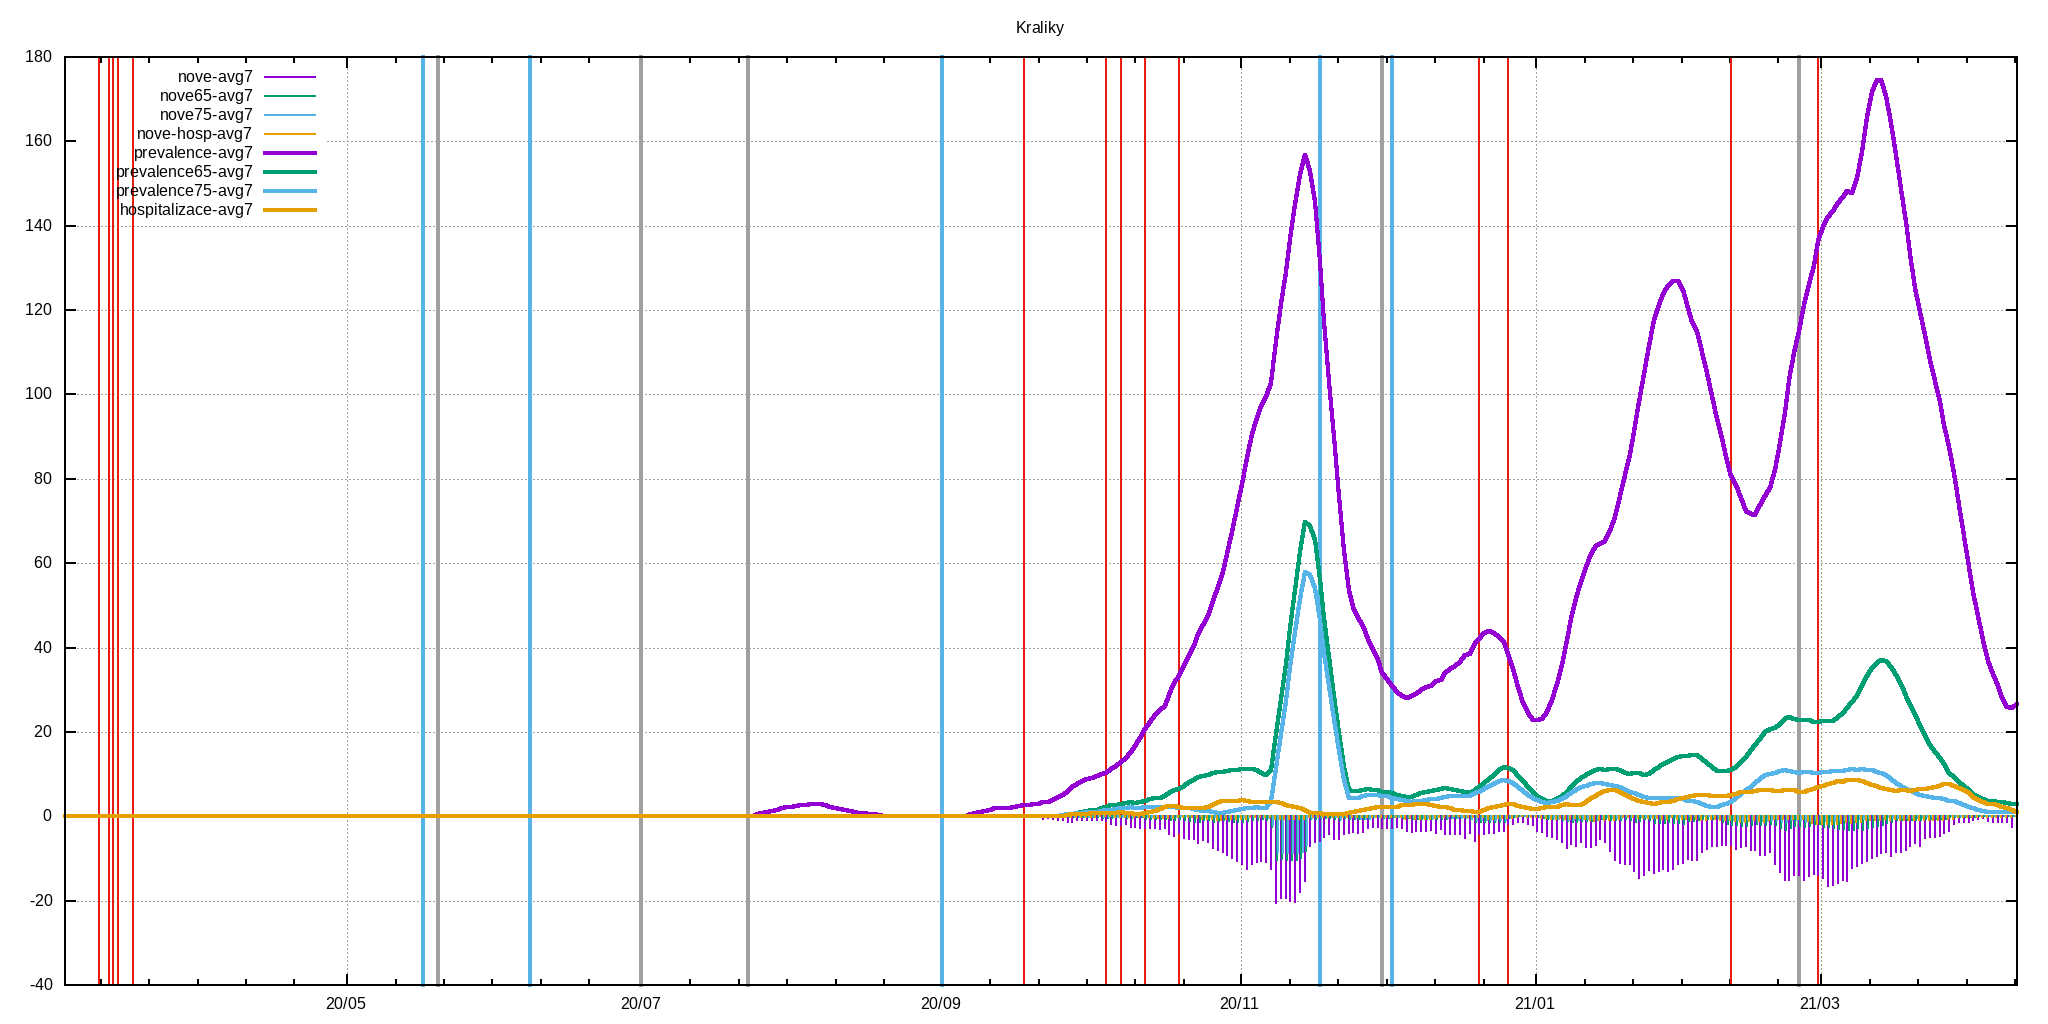 Kraliky
180
160
140
120
100
80
60
40
20
0
-20
-40
nove-avg7
nove65-avg7
nove75-avg7
nove-hosp-avg7
prevalence-avg7
prevalence65-avg7
prevalence75-avg7
hospitalizace-avg7
20/05 20/07 20/09 20/11 21/01 21/03